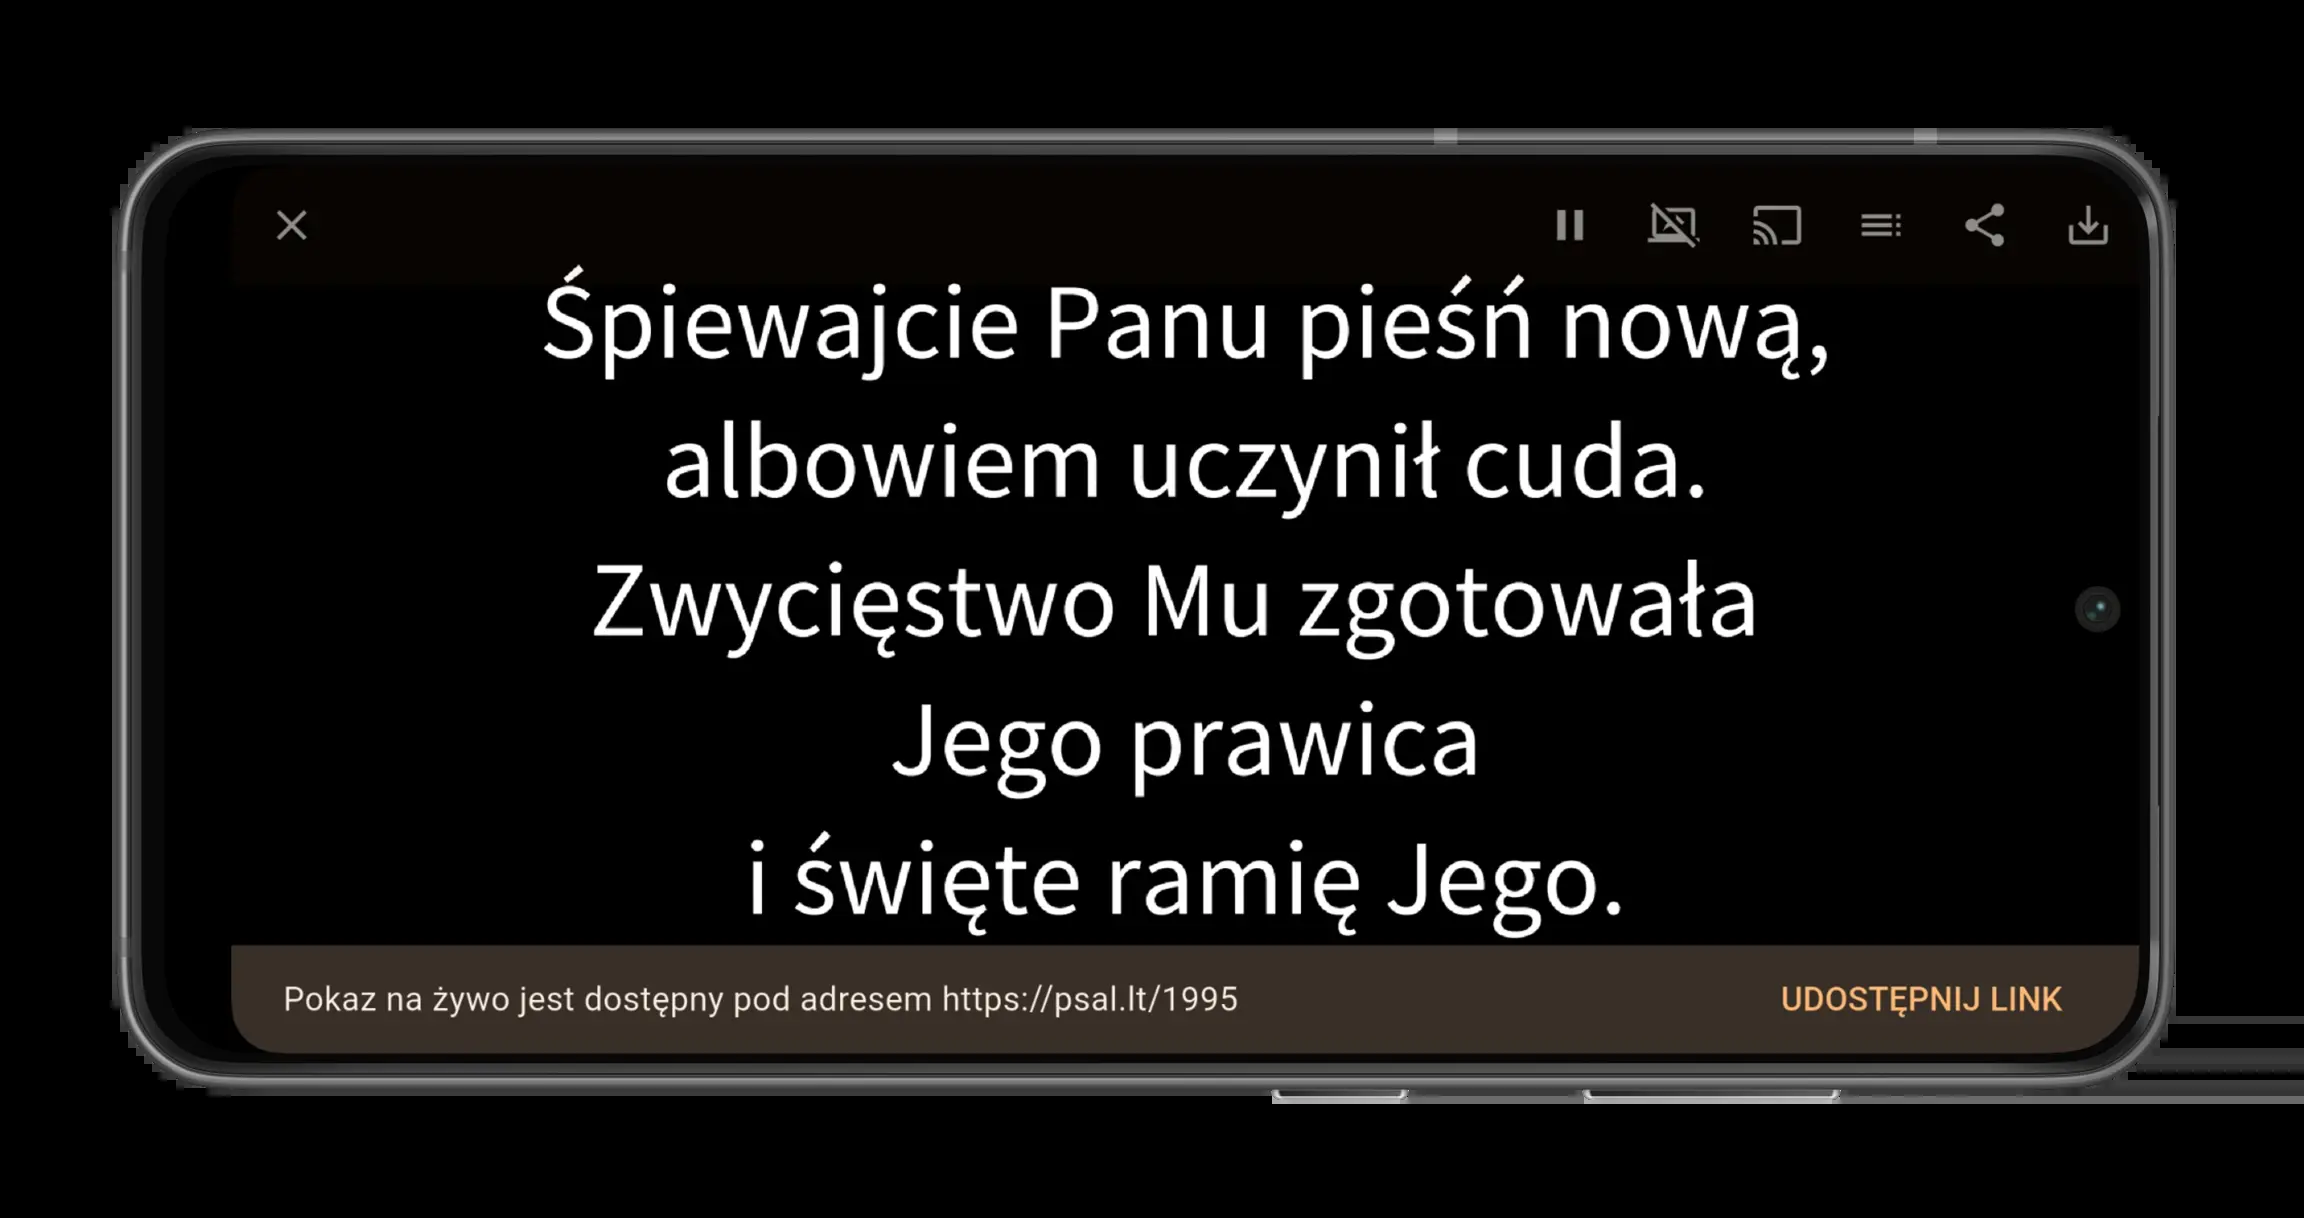 Śpiewajcie Panu pieśń nową,
albowiem uczynił cuda.
Zwycięstwo Mu zgotowała
Jego prawica
i święte ramię Jego.
Pokaz na żywo jest dostępny pod adresem https://psal.lt/1995
UDOSTĘPNIJ LINK